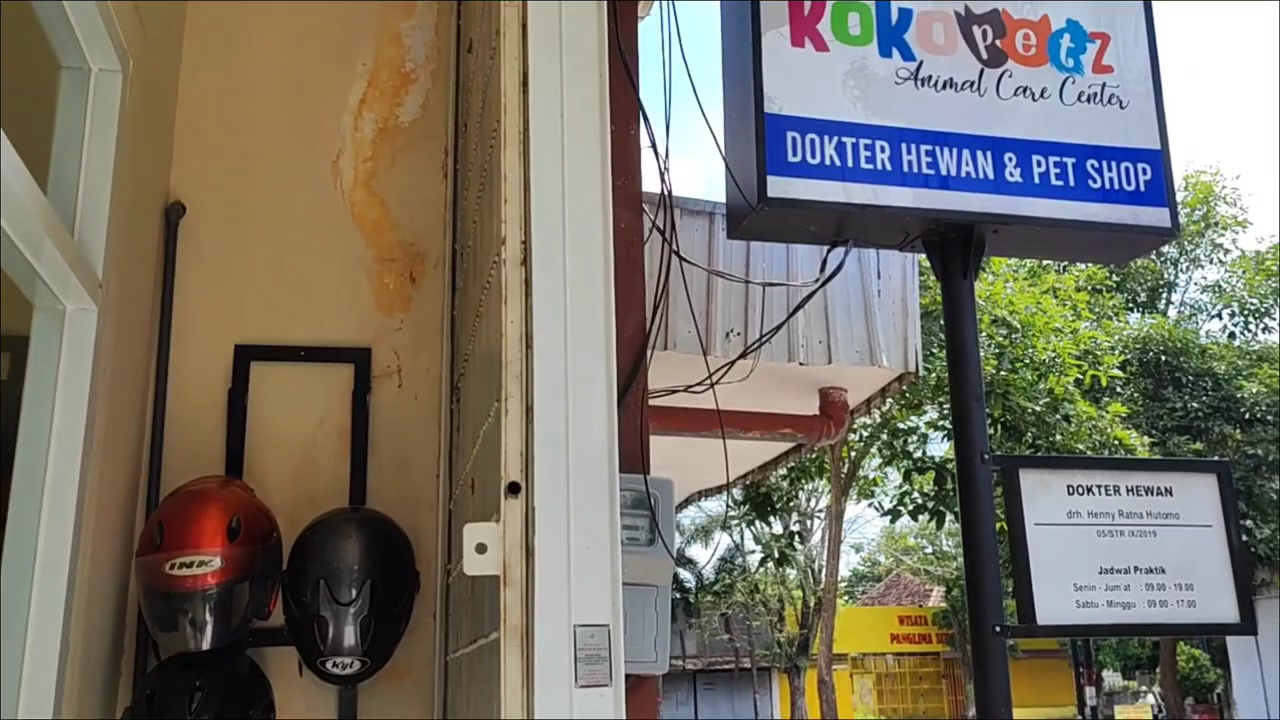 KOKOPETZ
Animal Care Center
DOKTER HEWAN & PET SHOP
DOKTER HEWAN
drh. Henny Ratna Hutomo
05/STR IX/2019
Jadwal Praktik
Senin - Jum'at : 09.00 - 19.00
Sabtu - Minggu : 09 00 - 17.00
INK
Kyt
WISATA
PANGLIMA